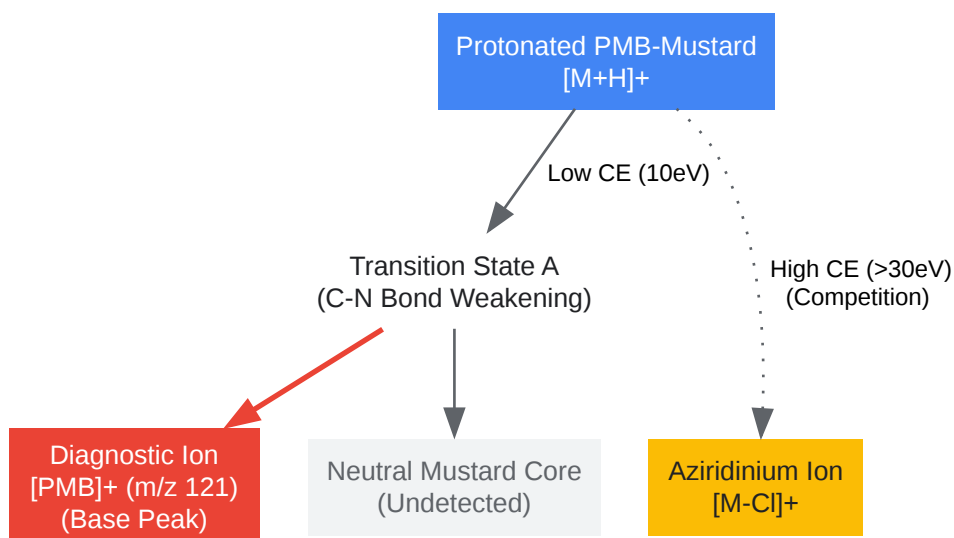 Protonated PMB-Mustard
[M+H]+
Low CE (10eV)
Transition State A
(C-N Bond Weakening)
High CE (>30eV)
(Competition)
Diagnostic Ion
[PMB]+ (m/z 121)
(Base Peak)
Neutral Mustard Core
(Undetected)
Aziridinium Ion
[M-Cl]+